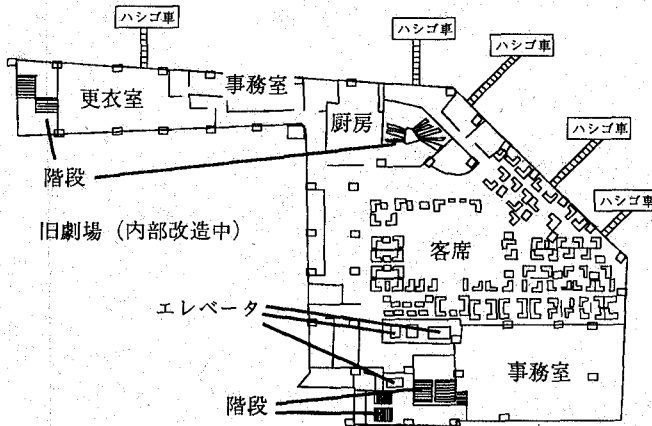 ハシゴ車
ハシゴ車
ハシゴ車
ハシゴ車
ハシゴ車
更衣室
事務室
厨房
階段
旧劇場（内部改造中）
客席
エレベータ
事務室
階段